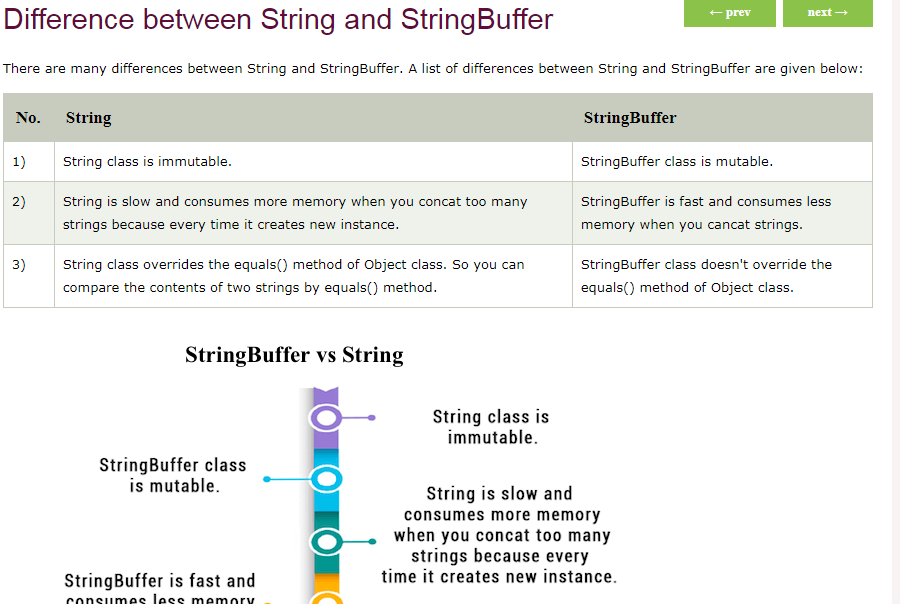 Difference between String and StringBuffer
← prev
next →
There are many differences between String and StringBuffer. A list of differences between String and StringBuffer are given below:
No. String StringBuffer
1) String class is immutable. StringBuffer class is mutable.
2) String is slow and consumes more memory when you concat too many StringBuffer is fast and consumes less
strings because every time it creates new instance. memory when you cancat strings.
3) String class overrides the equals() method of Object class. So you can StringBuffer class doesn't override the
compare the contents of two strings by equals() method. equals() method of Object class.
StringBuffer vs String
String class is
immutable.
StringBuffer class
is mutable.
String is slow and
consumes more memory
when you concat too many
strings because every
time it creates new instance.
StringBuffer is fast and
consumes less memory